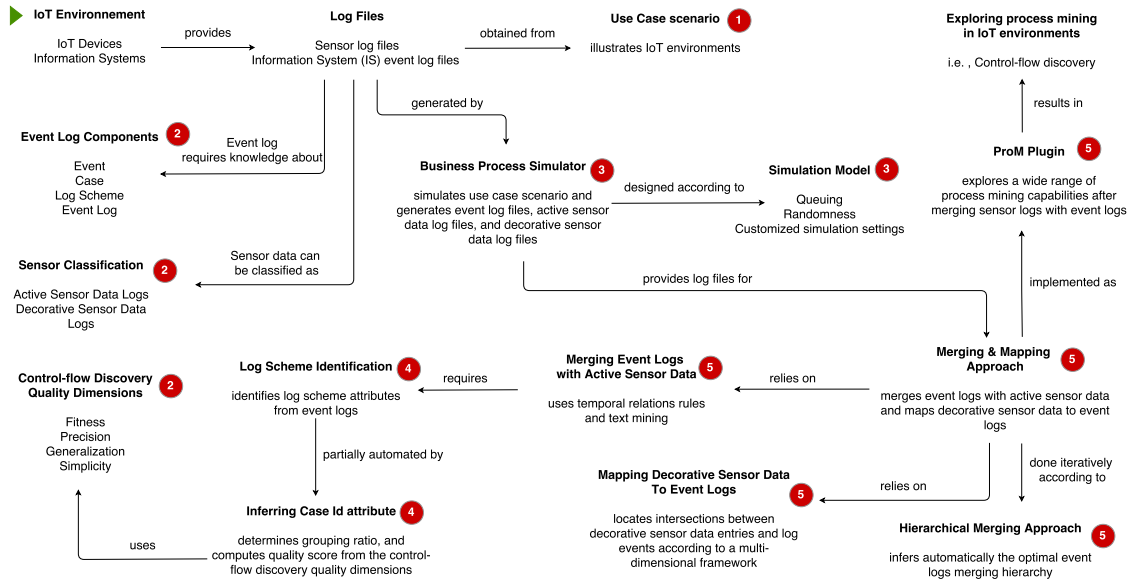 IoT Environnement
IoT Devices
Information Systems
provides
Log Files
Sensor log files
Information System (IS) event log files
obtained from
Use Case scenario
1
illustrates IoT environments
Exploring process mining
in IoT environments
i.e. , Control-flow discovery
results in
generated by
Event Log Components
2
Event
Case
Log Scheme
Event Log
Event log
requires knowledge about
Business Process Simulator
3
simulates use case scenario and
generates event log files, active sensor
data log files, and decorative sensor
data log files
designed according to
Simulation Model
3
Queuing
Randomness
Customized simulation settings
ProM Plugin
5
explores a wide range of
process mining capabilities after
merging sensor logs with event logs
Sensor Classification
2
Active Sensor Data Logs
Decorative Sensor Data
Logs
Sensor data can
be classified as
provides log files for
implemented as
Control-flow Discovery
Quality Dimensions
2
Fitness
Precision
Generalization
Simplicity
Log Scheme Identification
4
identifies log scheme attributes
from event logs
requires
Merging Event Logs
with Active Sensor Data
5
uses temporal relations rules
and text mining
relies on
Merging & Mapping
Approach
5
merges event logs with active sensor data
and maps decorative sensor data to event
logs
partially automated by
Mapping Decorative Sensor Data
To Event Logs
5
locates intersections between
decorative sensor data entries and log
events according to a multi-
dimensional framework
relies on
done iteratively
according to
Inferring Case Id attribute
4
determines grouping ratio, and
computes quality score from the control-
flow discovery quality dimensions
uses
Hierarchical Merging Approach
5
infers automatically the optimal event
logs merging hierarchy